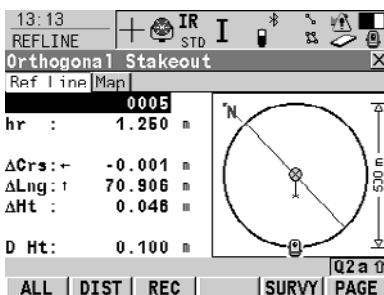 13:13
REFLINE
IR
STD
I
Orthogonal Stakeout X
Ref Line Map
0005
hr : 1.250 m
ΔCrs:← -0.001 m
ΔLng:↑ 70.906 m
ΔHt : 0.046 m
D Ht: 0.100 m
N
500 m
Q2a⇧
ALL DIST REC SURVY PAGE